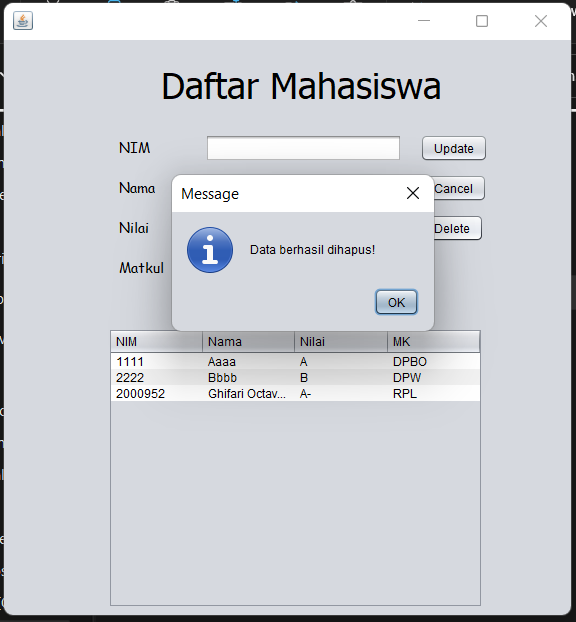 Daftar Mahasiswa
NIM Update
Nama Cancel
Nilai Delete
Matkul
Message
Data berhasil dihapus!
OK
NIM Nama Nilai MK
1111 Aaaa A DPBO
2222 Bbbb B DPW
2000952 Ghifari Octav... A- RPL